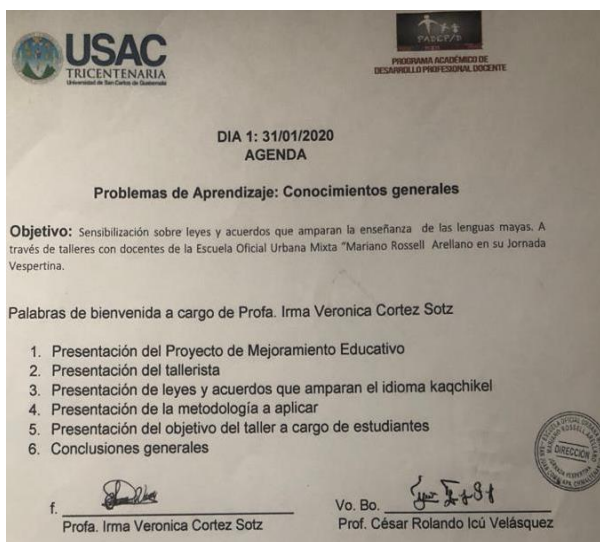 USAC
TRICENTENARIA
Universidad de San Carlos de Guatemala
PADEP/D
PROGRAMA ACADÉMICO DE
DESARROLLO PROFESIONAL DOCENTE
DIA 1: 31/01/2020
AGENDA
Problemas de Aprendizaje: Conocimientos generales
Objetivo: Sensibilización sobre leyes y acuerdos que amparan la enseñanza de las lenguas mayas. A
través de talleres con docentes de la Escuela Oficial Urbana Mixta "Mariano Rossell Arellano en su Jornada
Vespertina.
Palabras de bienvenida a cargo de Profa. Irma Veronica Cortez Sotz
1. Presentación del Proyecto de Mejoramiento Educativo
2. Presentación del tallerista
3. Presentación de leyes y acuerdos que amparan el idioma kaqchikel
4. Presentación de la metodología a aplicar
5. Presentación del objetivo del taller a cargo de estudiantes
6. Conclusiones generales
f.
Profa. Irma Veronica Cortez Sotz
Vo. Bo.
Prof. César Rolando Icú Velásquez
DIRECCIÓN